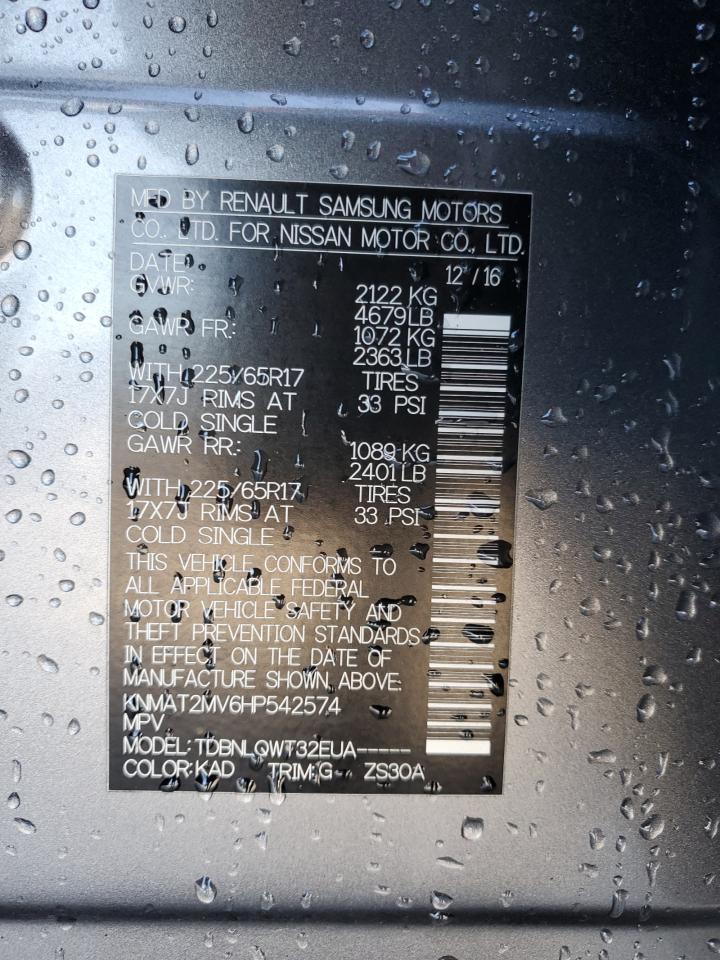 MFD BY RENAULT SAMSUNG MOTORS
CO., LTD. FOR NISSAN MOTOR CO., LTD.
DATE: 12 / 16
GVWR: 2122 KG
4679LB
GAWR FR.: 1072 KG
2363LB
WITH 225/65R17 TIRES
17X7J RIMS AT 33 PSI
COLD SINGLE
GAWR RR.: 1089 KG
2401LB
WITH 225/65R17 TIRES
17X7J RIMS AT 33 PSI
COLD SINGLE
THIS VEHICLE CONFORMS TO
ALL APPLICABLE FEDERAL
MOTOR VEHICLE SAFETY AND
THEFT PREVENTION STANDARDS
IN EFFECT ON THE DATE OF
MANUFACTURE SHOWN ABOVE:
KNMAT2MV6HP542574
MPV
MODEL: TDBNLQWT32EUA-----
COLOR:KAD TRIM:G ZS30A